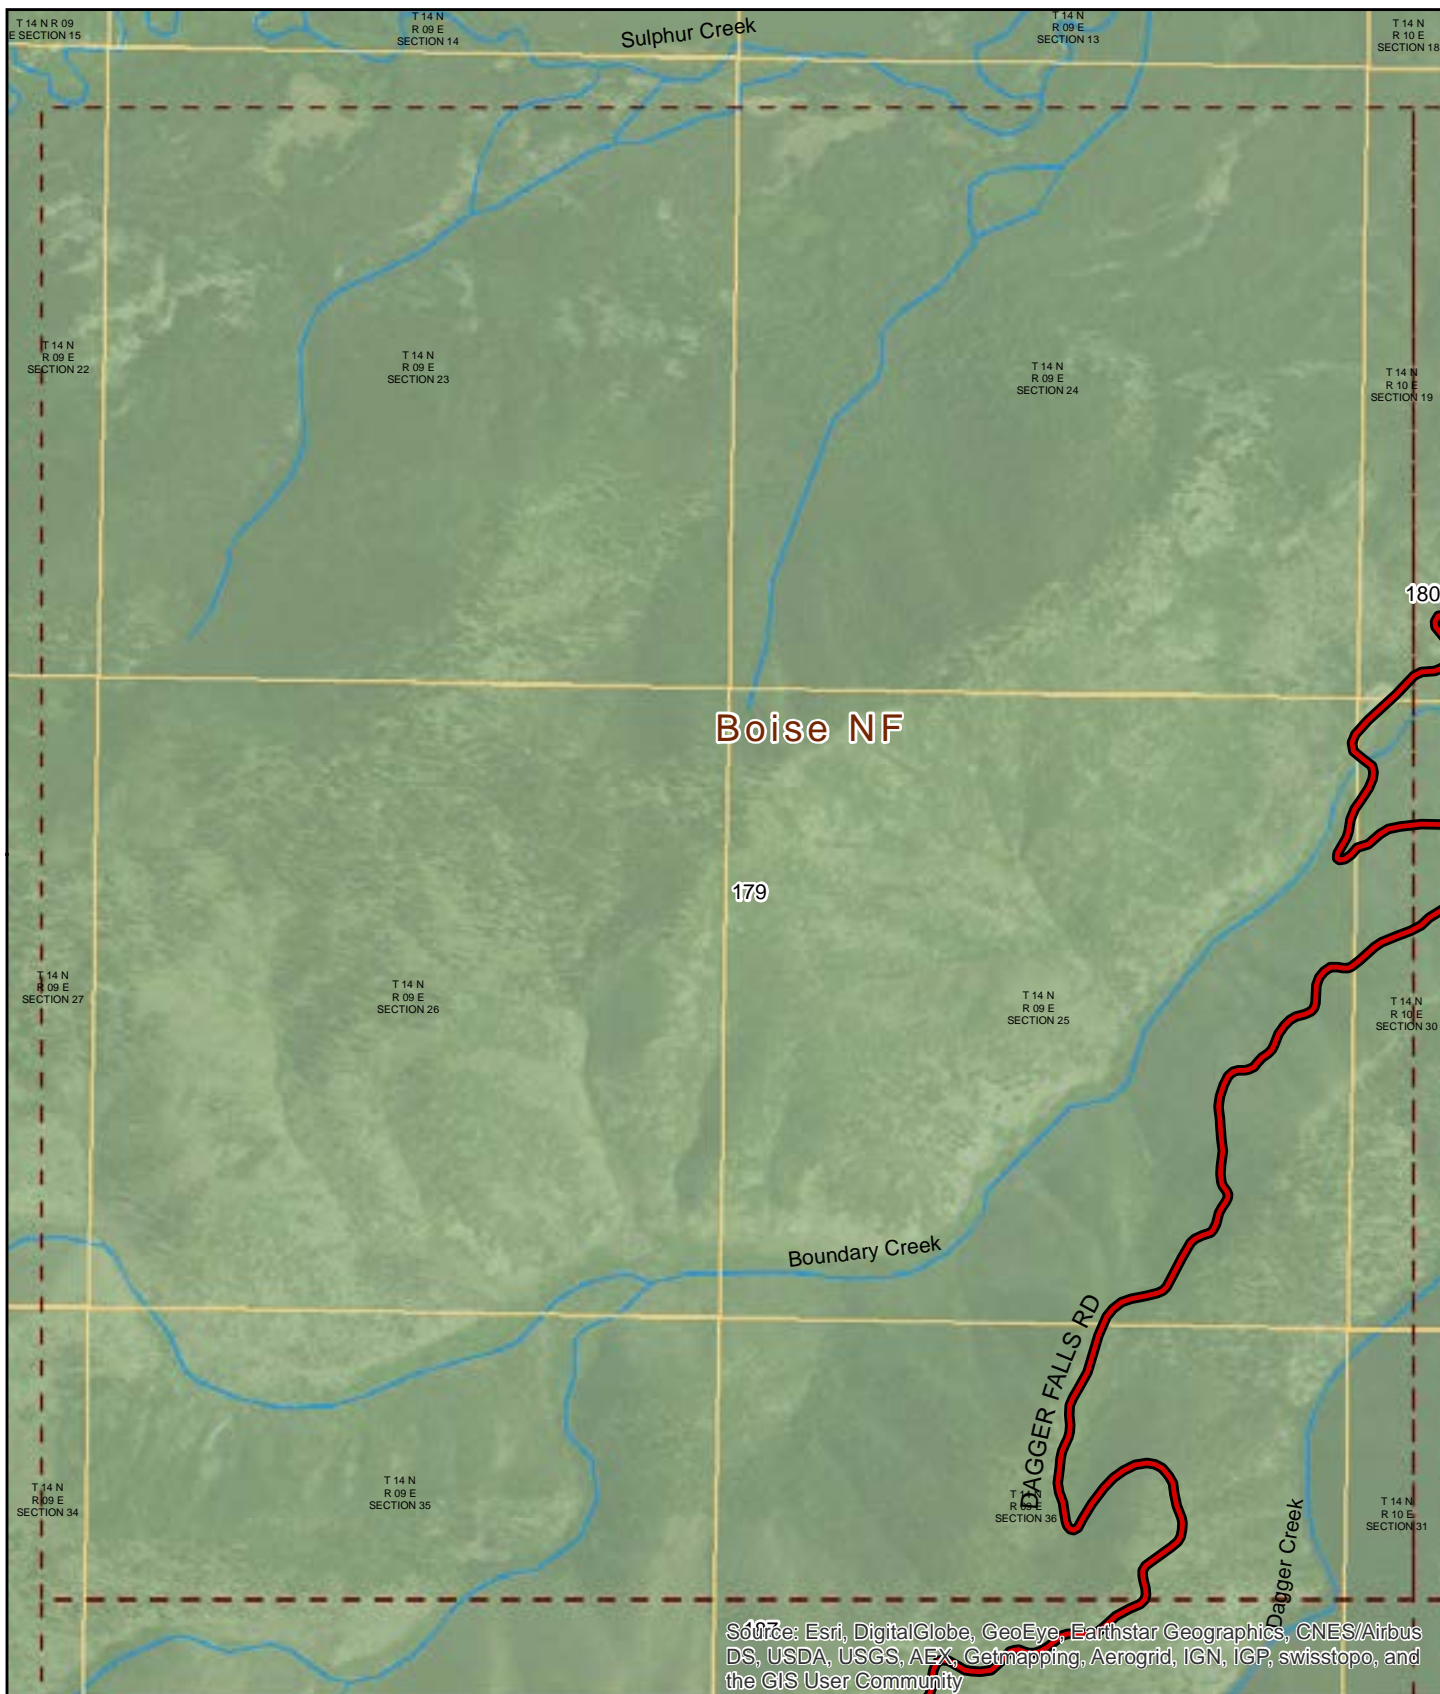 T 14 N R 09
E SECTION 15
T 14 N
R 09 E
SECTION 14
Sulphur Creek
T 14 N
R 09 E
SECTION 13
T 14 N
R 10 E
SECTION 18
T 14 N
R 09 E
SECTION 22
T 14 N
R 09 E
SECTION 23
T 14 N
R 09 E
SECTION 24
T 14 N
R 10 E
SECTION 19
180
Boise NF
179
T 14 N
R 09 E
SECTION 27
T 14 N
R 09 E
SECTION 26
T 14 N
R 09 E
SECTION 25
T 14 N
R 10 E
SECTION 30
Boundary Creek
DAGGER FALLS RD
T 14 N
R 09 E
SECTION 34
T 14 N
R 09 E
SECTION 35
T 14 N
R 09 E
SECTION 36
T 14 N
R 10 E
SECTION 31
Dagger Creek
Source: Esri, DigitalGlobe, GeoEye, Earthstar Geographics, CNES/Airbus
DS, USDA, USGS, AEX, Getmapping, Aerogrid, IGN, IGP, swisstopo, and
the GIS User Community